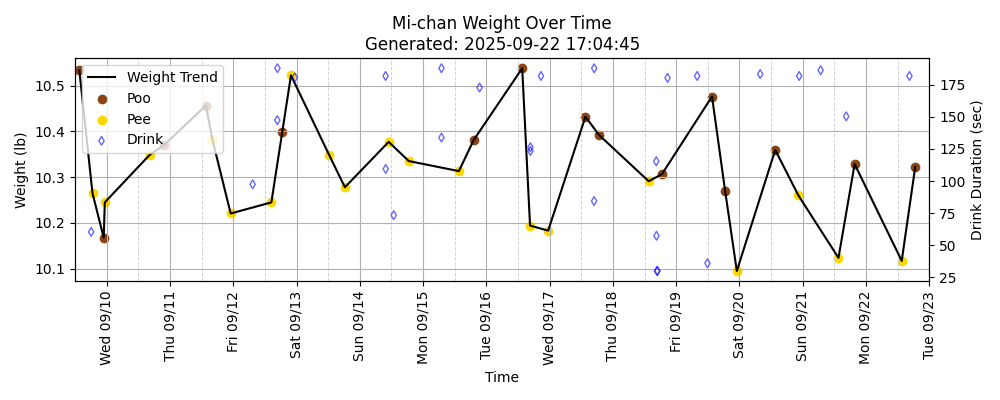 Mi-chan Weight Over Time
Generated: 2025-09-22 17:04:45
Weight Trend
Poo
Pee
Drink
Weight (lb)
10.5
10.4
10.3
10.2
10.1
175
150
125
100
75
50
25
Drink Duration (sec)
Wed 09/10
Thu 09/11
Fri 09/12
Sat 09/13
Sun 09/14
Mon 09/15
Tue 09/16
Wed 09/17
Thu 09/18
Fri 09/19
Sat 09/20
Sun 09/21
Mon 09/22
Tue 09/23
Time